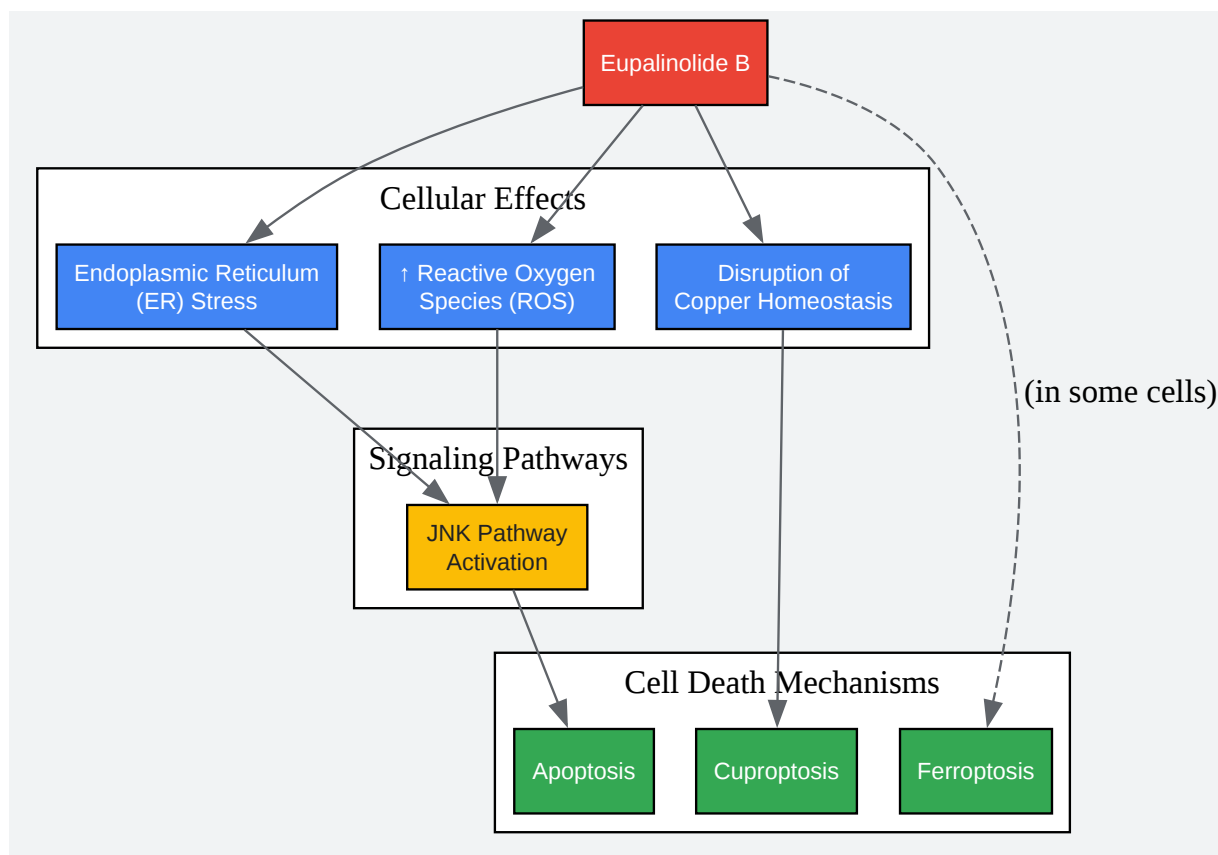 Eupalinolide B
Cellular Effects
Endoplasmic Reticulum
(ER) Stress
↑ Reactive Oxygen
Species (ROS)
Disruption of
Copper Homeostasis
(in some cells)
Signaling Pathways
JNK Pathway
Activation
Cell Death Mechanisms
Apoptosis
Cuproptosis
Ferroptosis